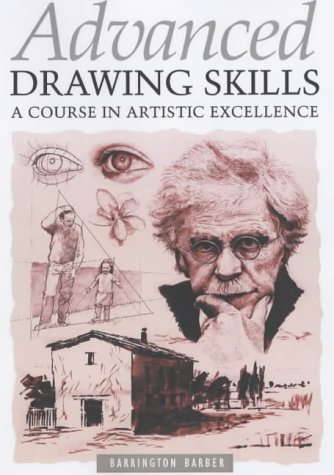 Advanced
DRAWING SKILLS
A COURSE IN ARTISTIC EXCELLENCE
BARRINGTON BARBER